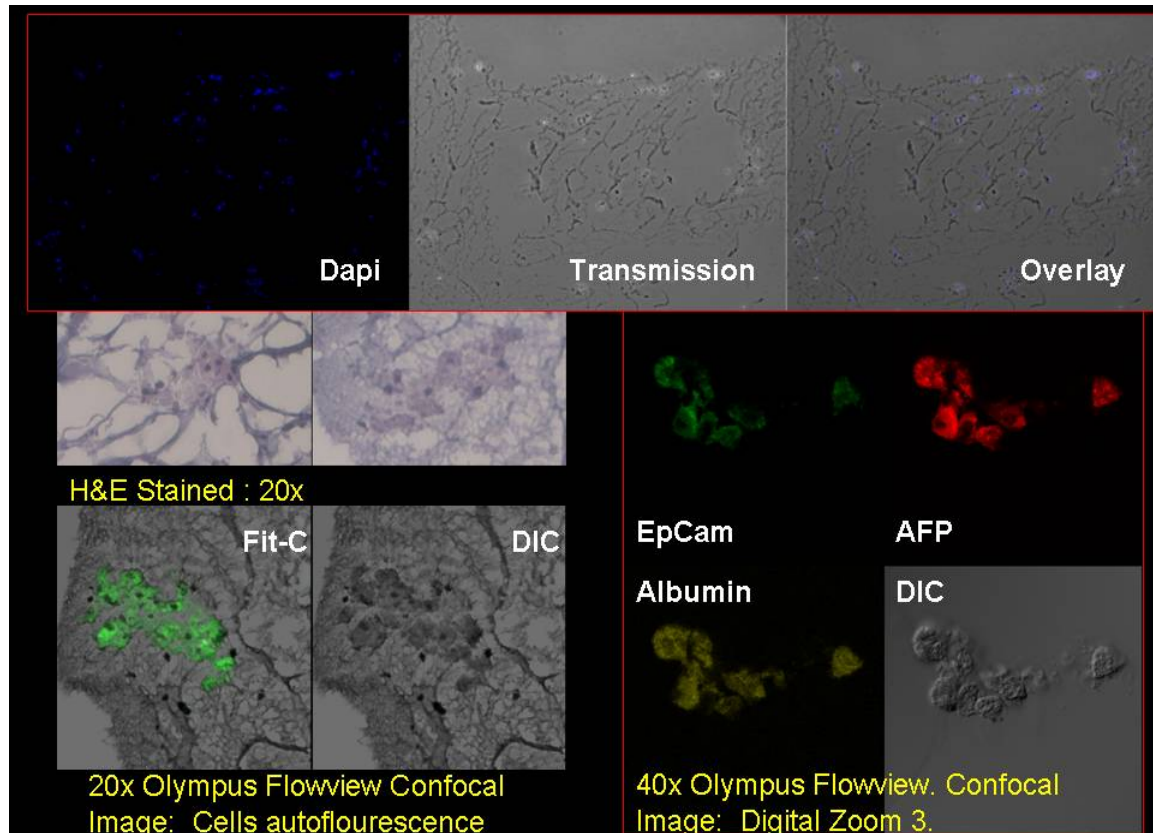 Dapi
Transmission
Overlay
H&E Stained : 20x
Fit-C
DIC
20x Olympus Flowview Confocal
Image: Cells autoflourescence
EpCam
AFP
Albumin
DIC
40x Olympus Flowview. Confocal
Image: Digital Zoom 3.